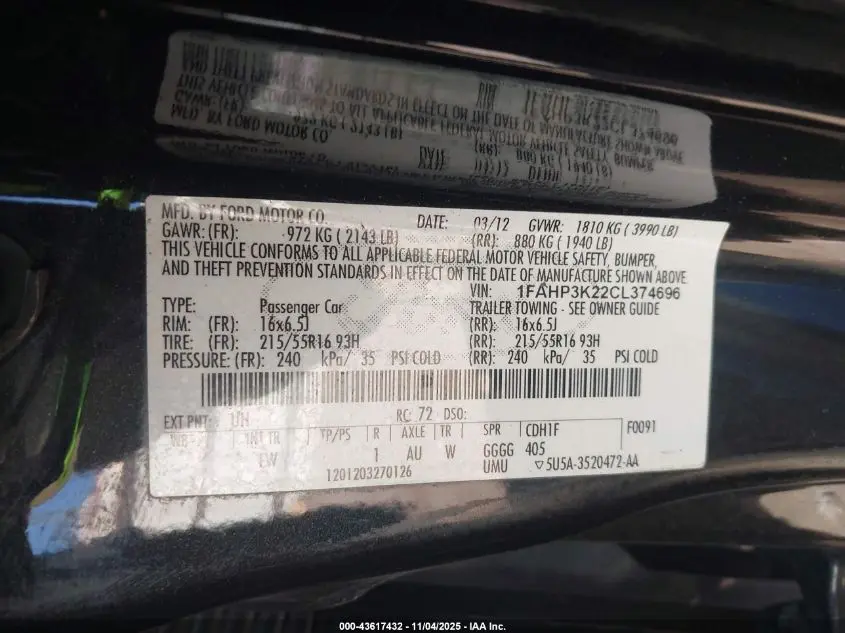 MFD. BY FORD MOTOR CO. DATE: 03/12 GVWR: 1810 KG ( 3990 LB)
GAWR: (FR): 972 KG ( 2143 LB) (RR): 880 KG ( 1940 LB)
THIS VEHICLE CONFORMS TO ALL APPLICABLE FEDERAL MOTOR VEHICLE SAFETY, BUMPER,
AND THEFT PREVENTION STANDARDS IN EFFECT ON THE DATE OF MANUFACTURE SHOWN ABOVE.
VIN: 1FAHP3K22CL374696
TYPE: Passenger Car TRAILER TOWING - SEE OWNER GUIDE
RIM: (FR): 16x6.5J (RR): 16x6.5J
TIRE: (FR): 215/55R16 93H (RR): 215/55R16 93H
PRESSURE: (FR): 240 kPa/ 35 PSI COLD (RR): 240 kPa/ 35 PSI COLD
EXT PNT: UH RC: 72 DSO: F0091
WB INT TR TP/PS R AXLE TR SPR CDH1F
EW 1 AU W GGGG 405
1201203270126 UMU ▽5U5A-3520472-AA
000-43617432 - 11/04/2025 - IAA, Inc.